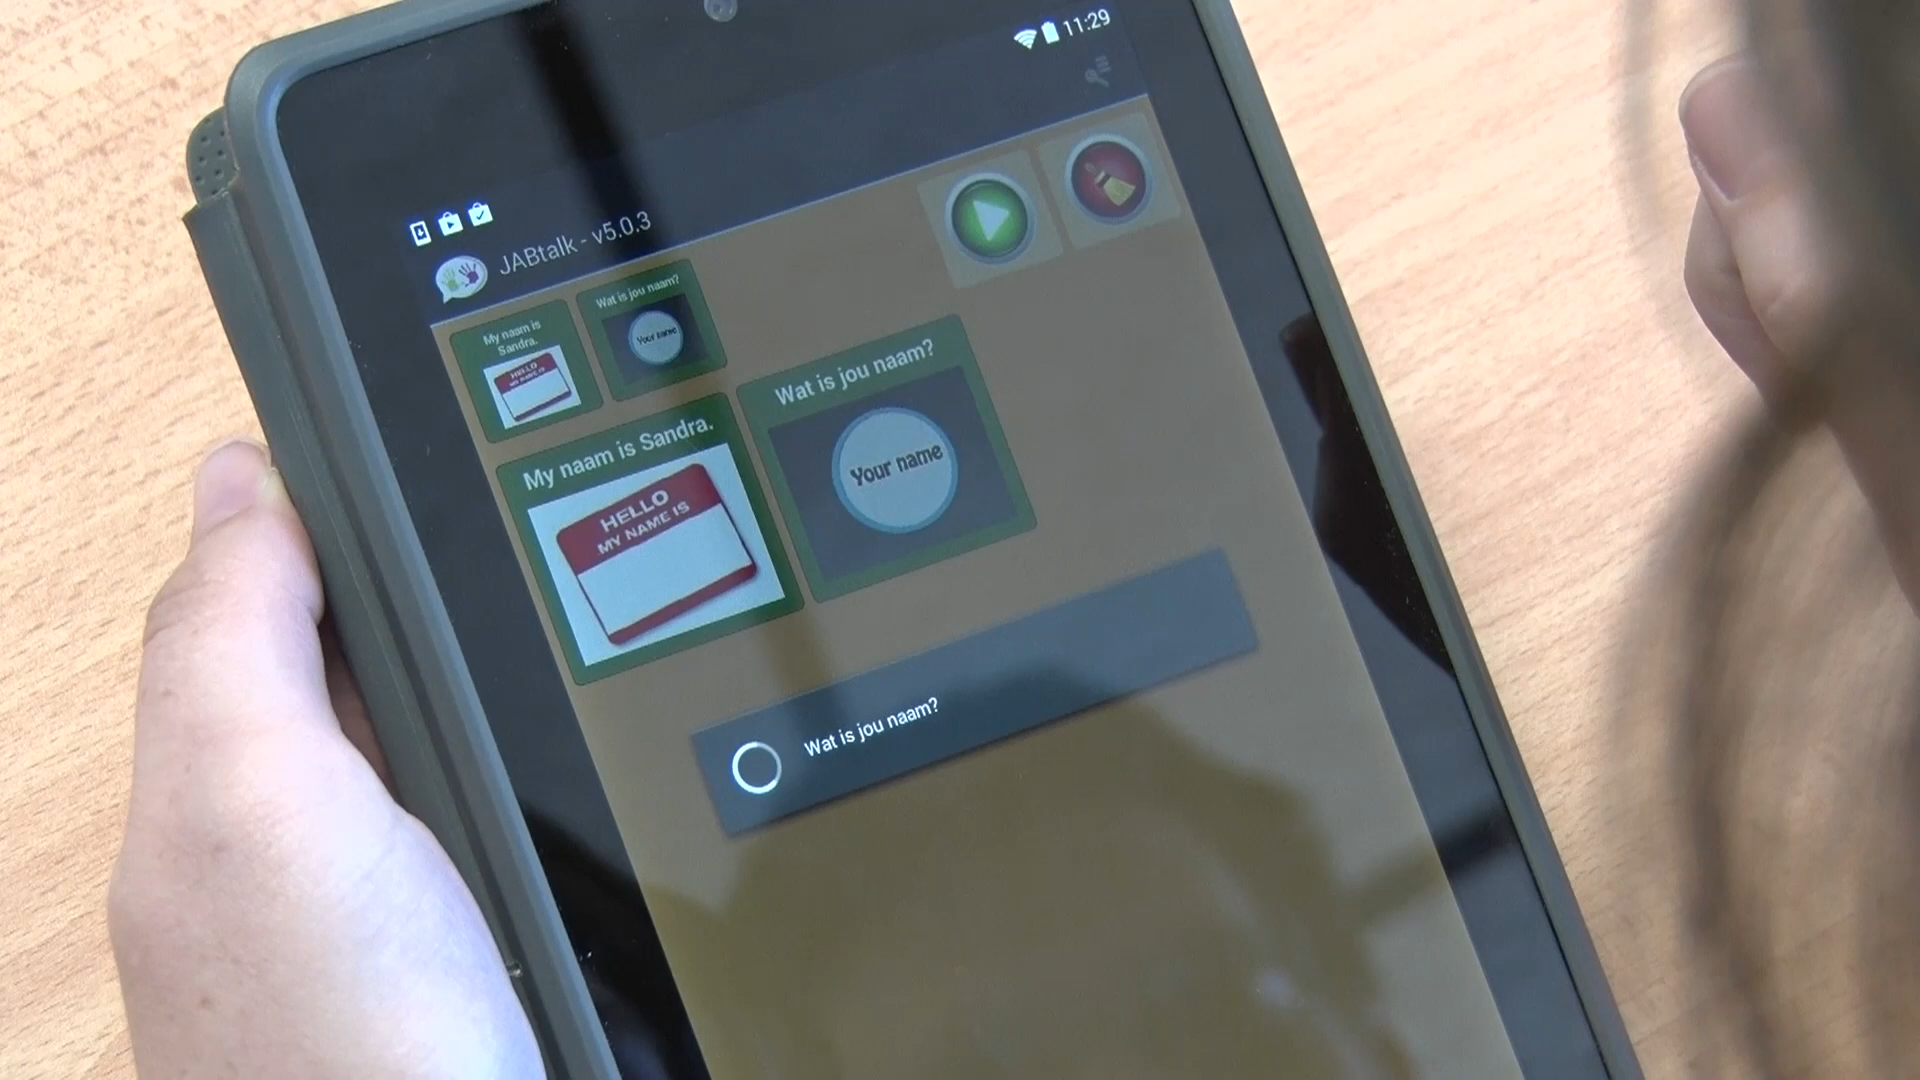 11:29
JABtalk - v5.0.3
My naam is
Sandra.
HELLO
MY NAME IS
Wat is jou naam?
Your name
My naam is Sandra.
HELLO
MY NAME IS
Wat is jou naam?
Your name
Wat is jou naam?